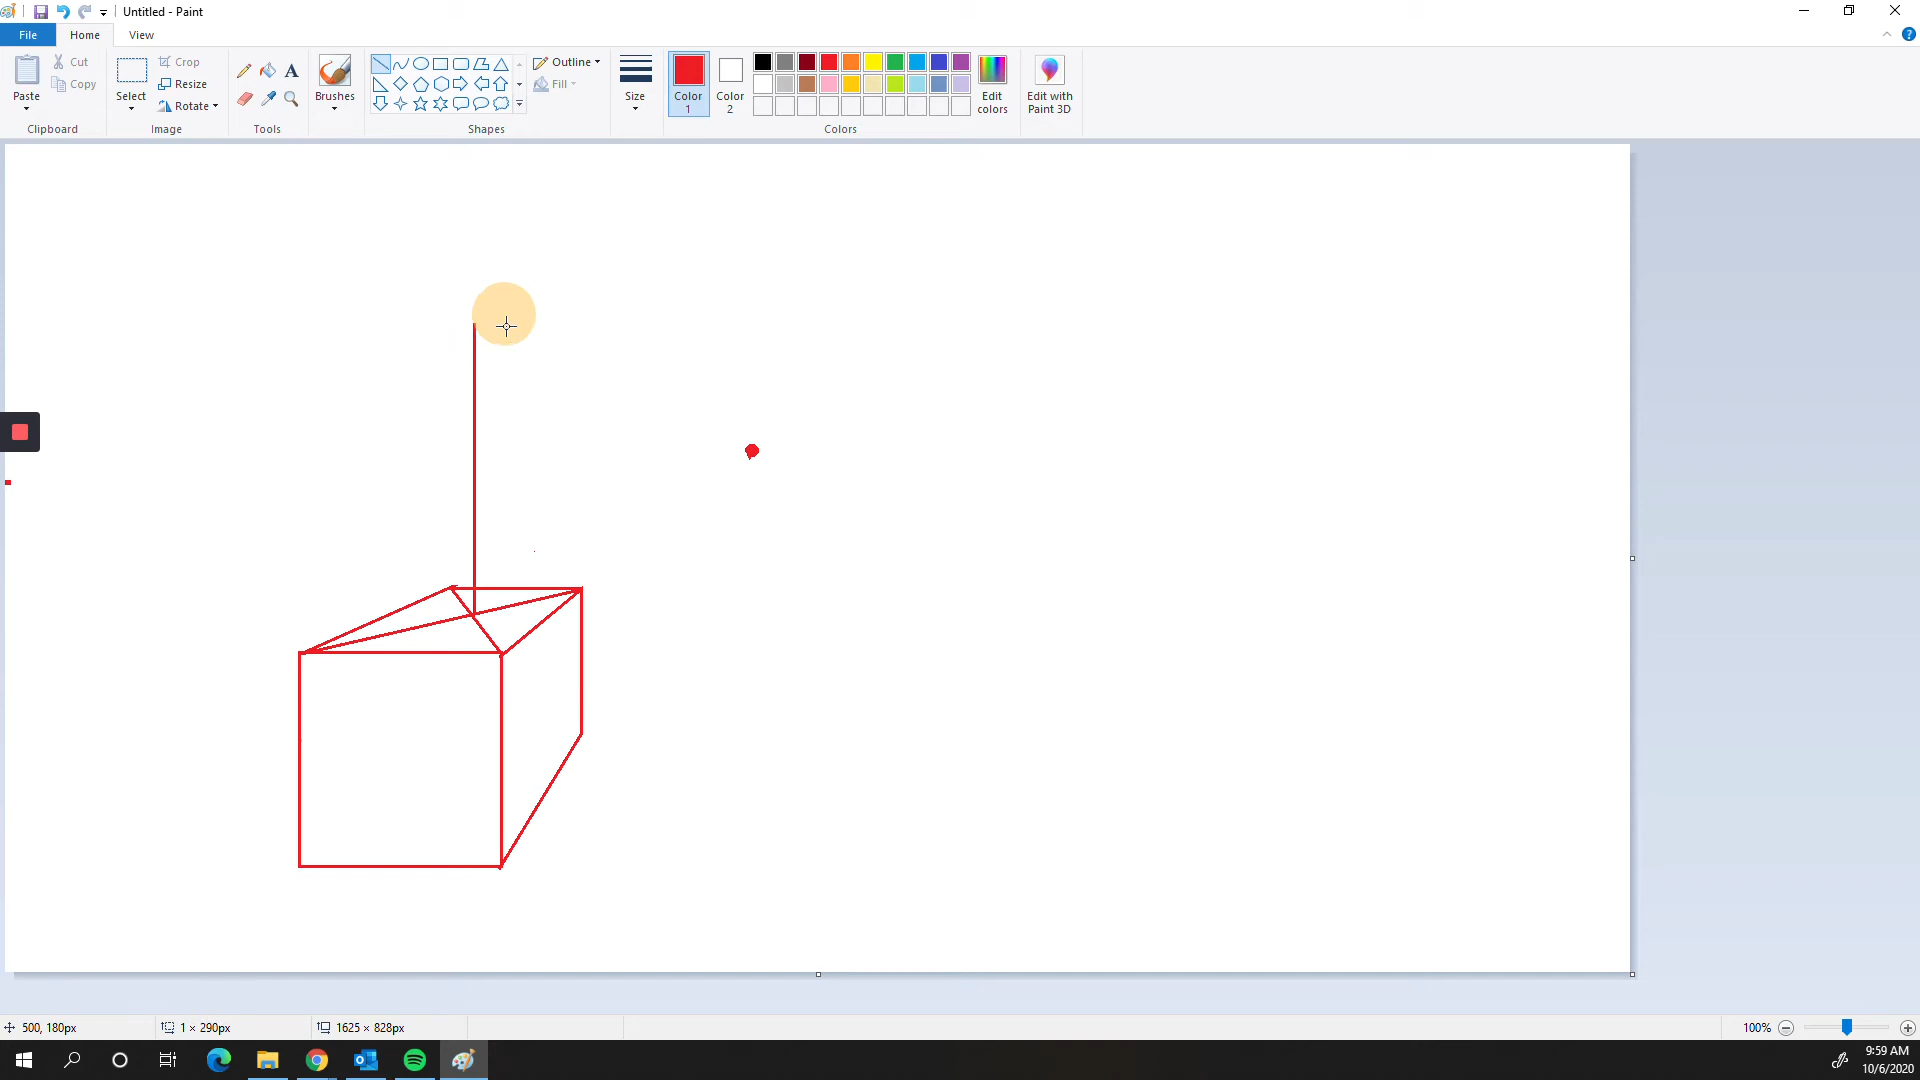 Untitled - Paint
File Home View
Paste
Cut
Copy
Clipboard
Select
Crop
Resize
Rotate
Image
A
Tools
Brushes
Outline
Fill
Shapes
Size
Color 1
Color 2
Edit colors
Colors
Edit with Paint 3D
500, 180px
1 × 290px
1625 × 828px
100%
9:59 AM
10/6/2020